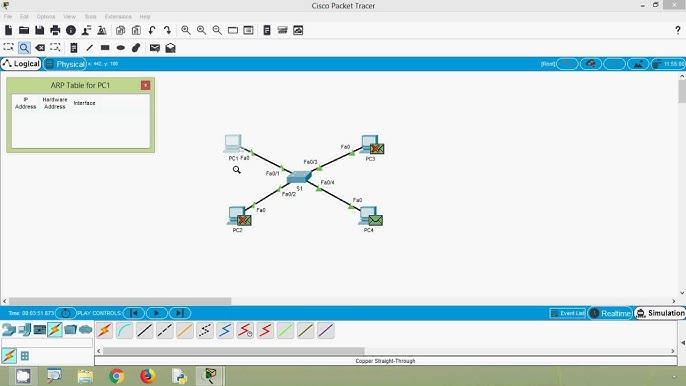 Cisco Packet Tracer
File Edit Options View Tools Extensions Help
Logical
Physical
x: 442, y: 100
[Root]
11:55:00
ARP Table for PC1
IP Address
Hardware Address
Interface
PC1
Fa0
Fa0/1
Fa0/3
Fa0
PC3
S1
Fa0/4
Fa0/2
Fa0
PC2
Fa0
PC4
Time: 00:03:51.873
PLAY CONTROLS:
Event List
Realtime
Simulation
Copper Straight-Through